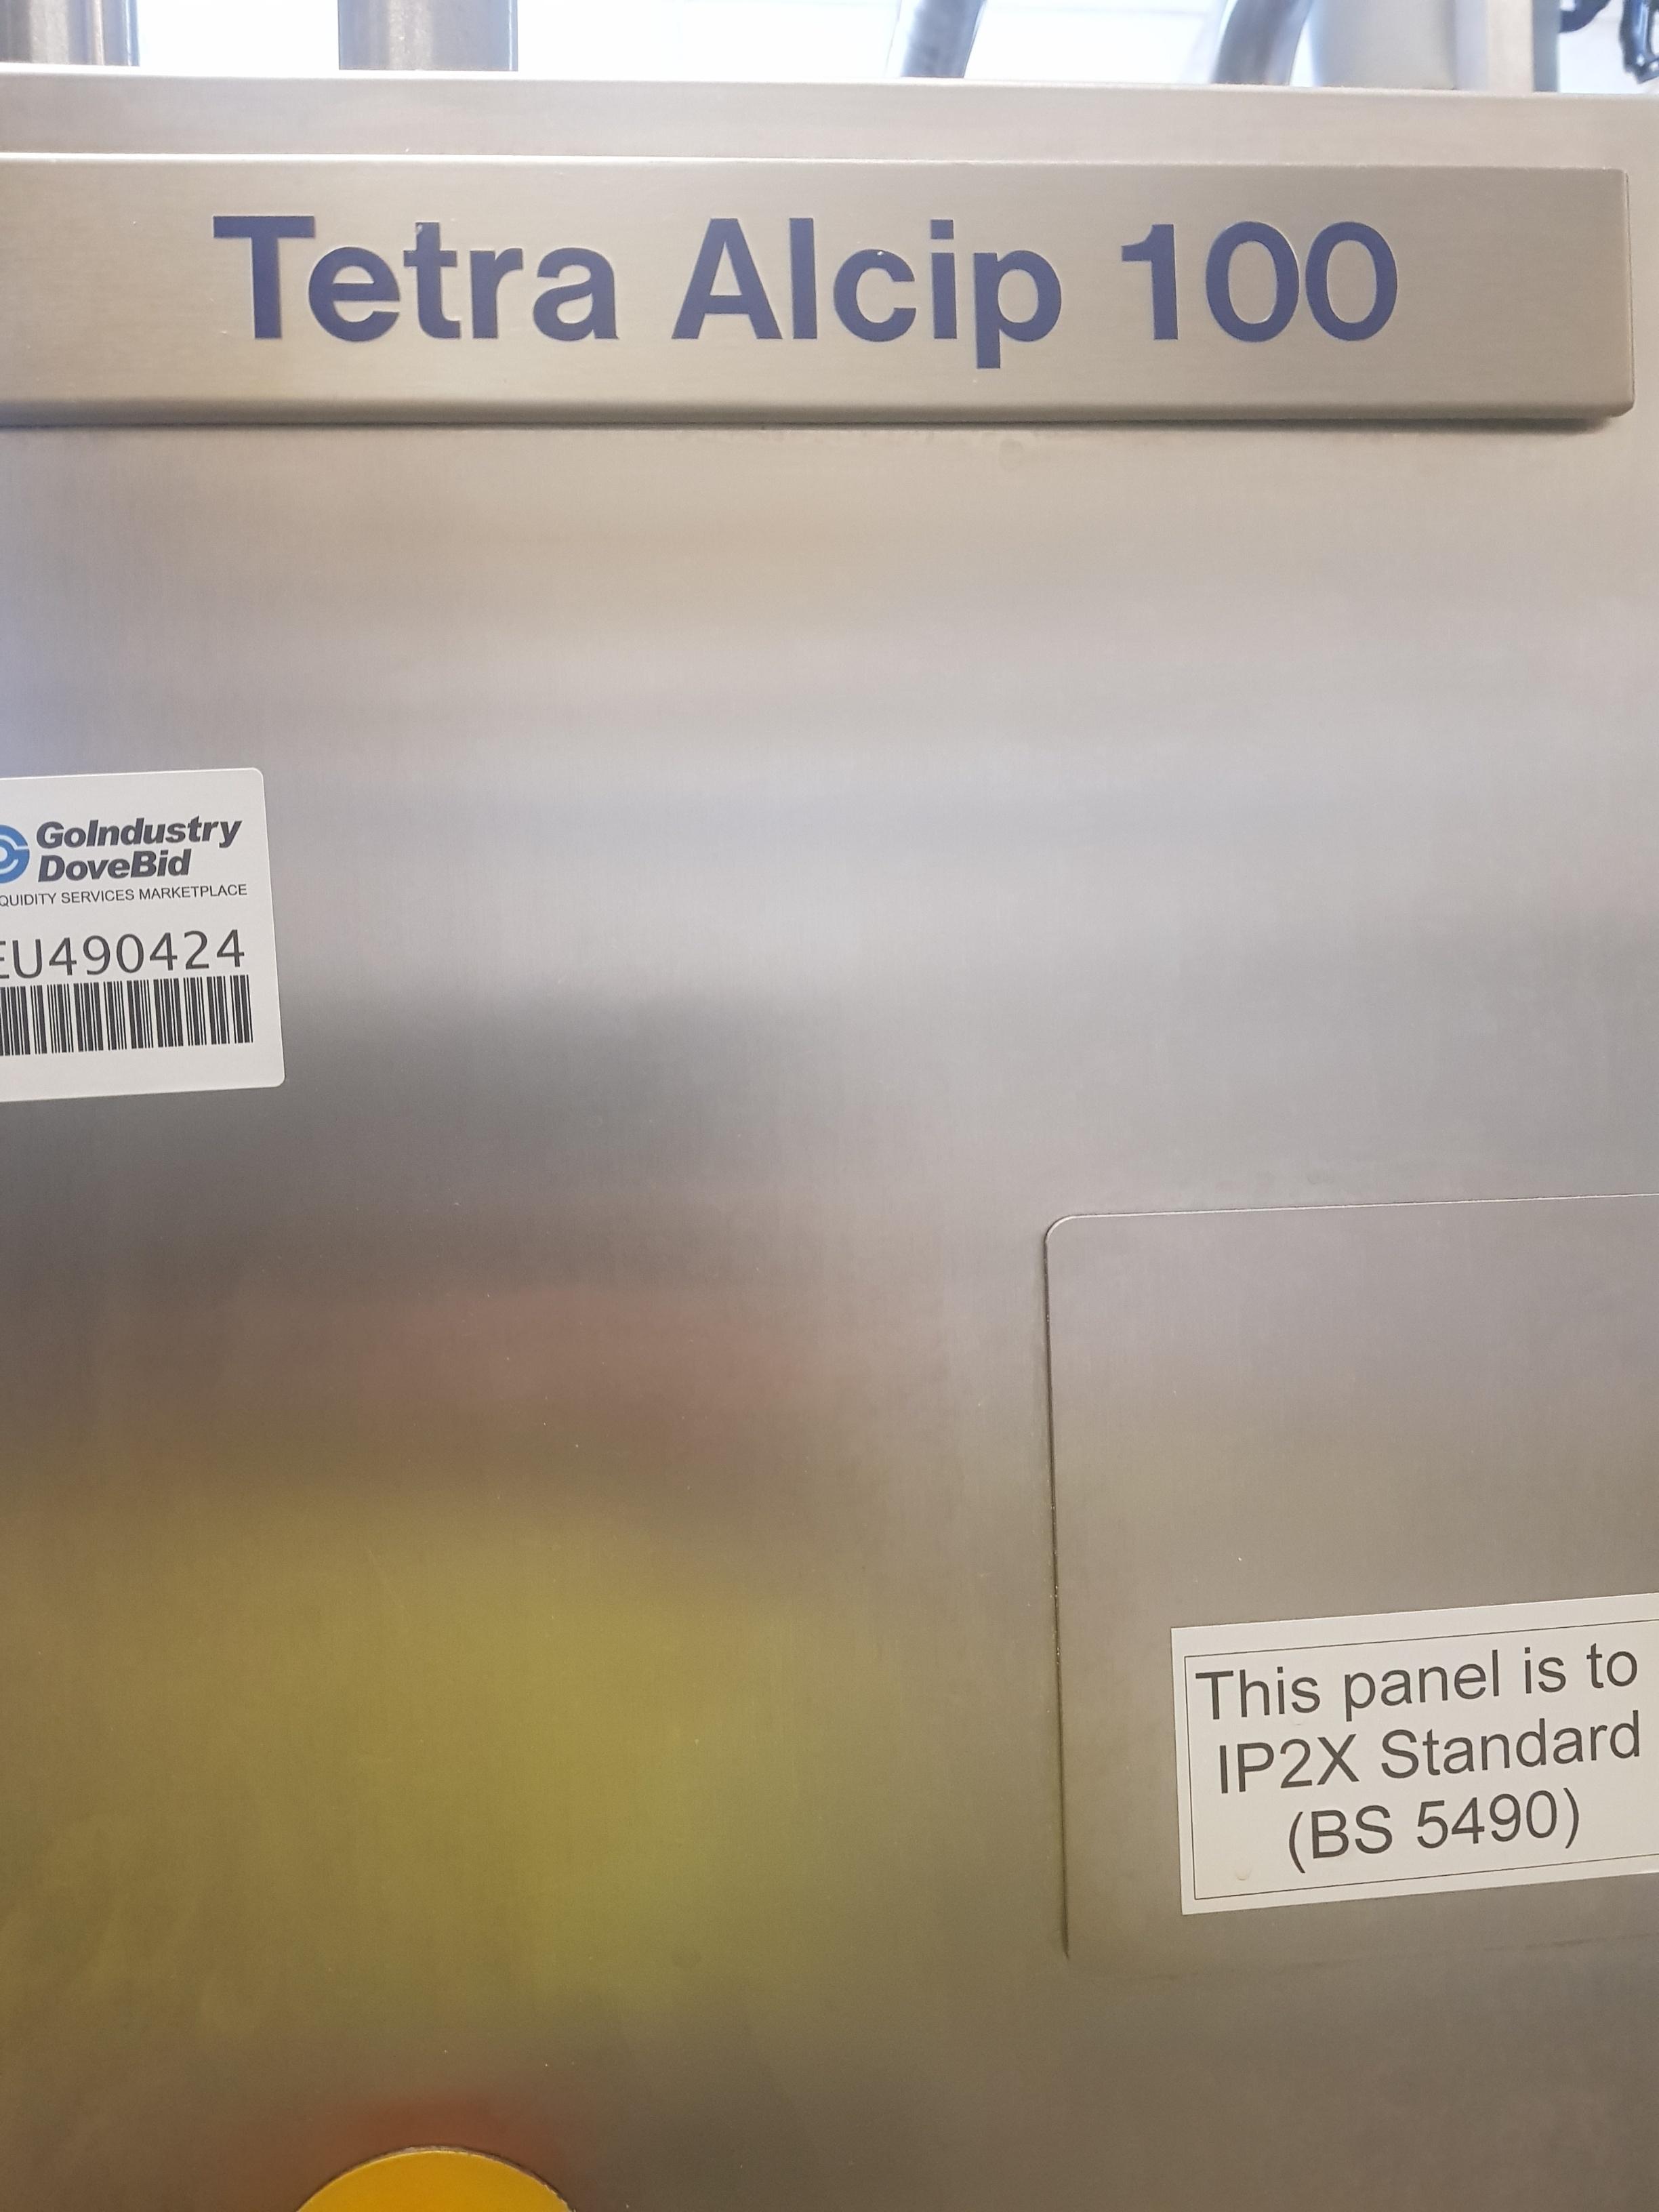 Tetra Alcip 100
GoIndustry
DoveBid
QUIDITY SERVICES MARKETPLACE
EU490424
This panel is to
IP2X Standard
(BS 5490)